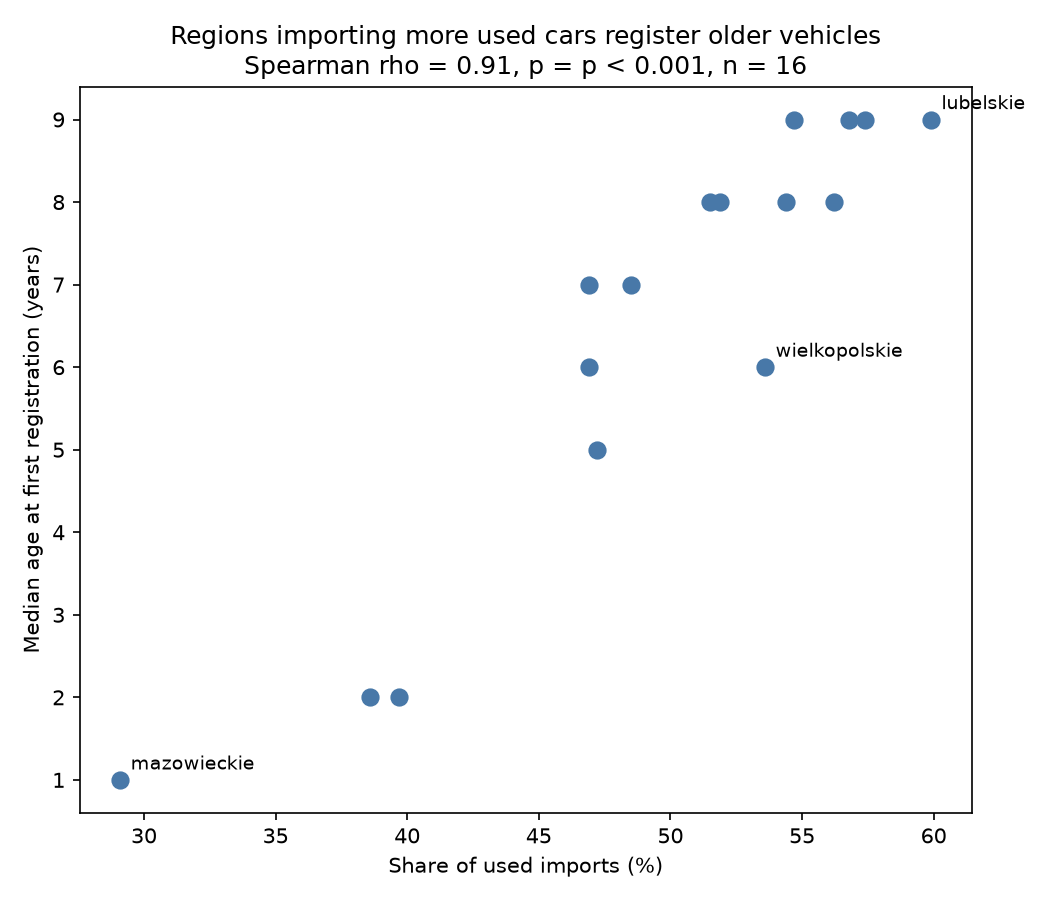 Regions importing more used cars register older vehicles
Spearman rho = 0.91, p = p < 0.001, n = 16
lubelskie
wielkopolskie
mazowieckie
Median age at first registration (years)
9
8
7
6
5
4
3
2
1
30 35 40 45 50 55 60
Share of used imports (%)